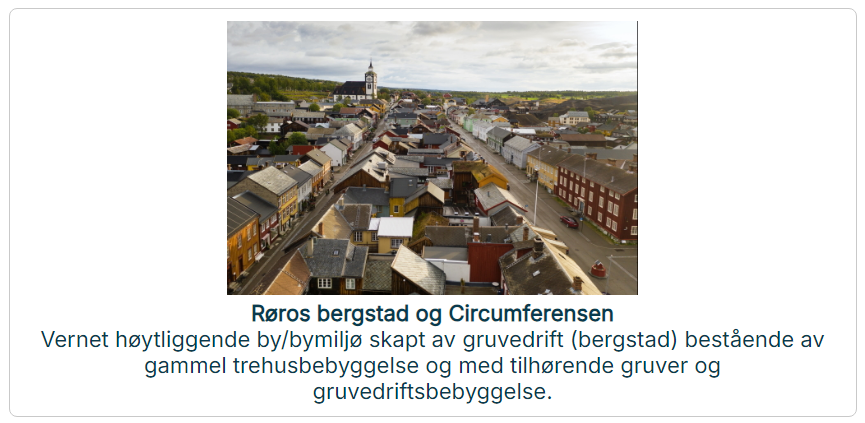 Røros bergstad og Circumferensen
Vernet høytliggende by/bymiljø skapt av gruvedrift (bergstad) bestående av
gammel trehusbebyggelse og med tilhørende gruver og
gruvedriftsbebyggelse.